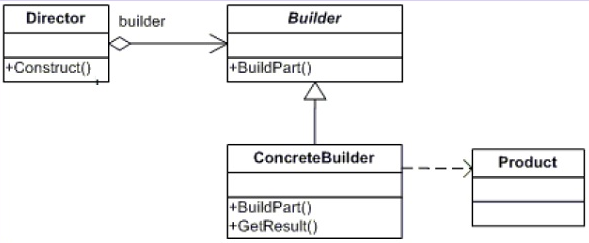 Director
builder
Builder
+Construct()
+BuildPart()
ConcreteBuilder
Product
+BuildPart()
+GetResult()